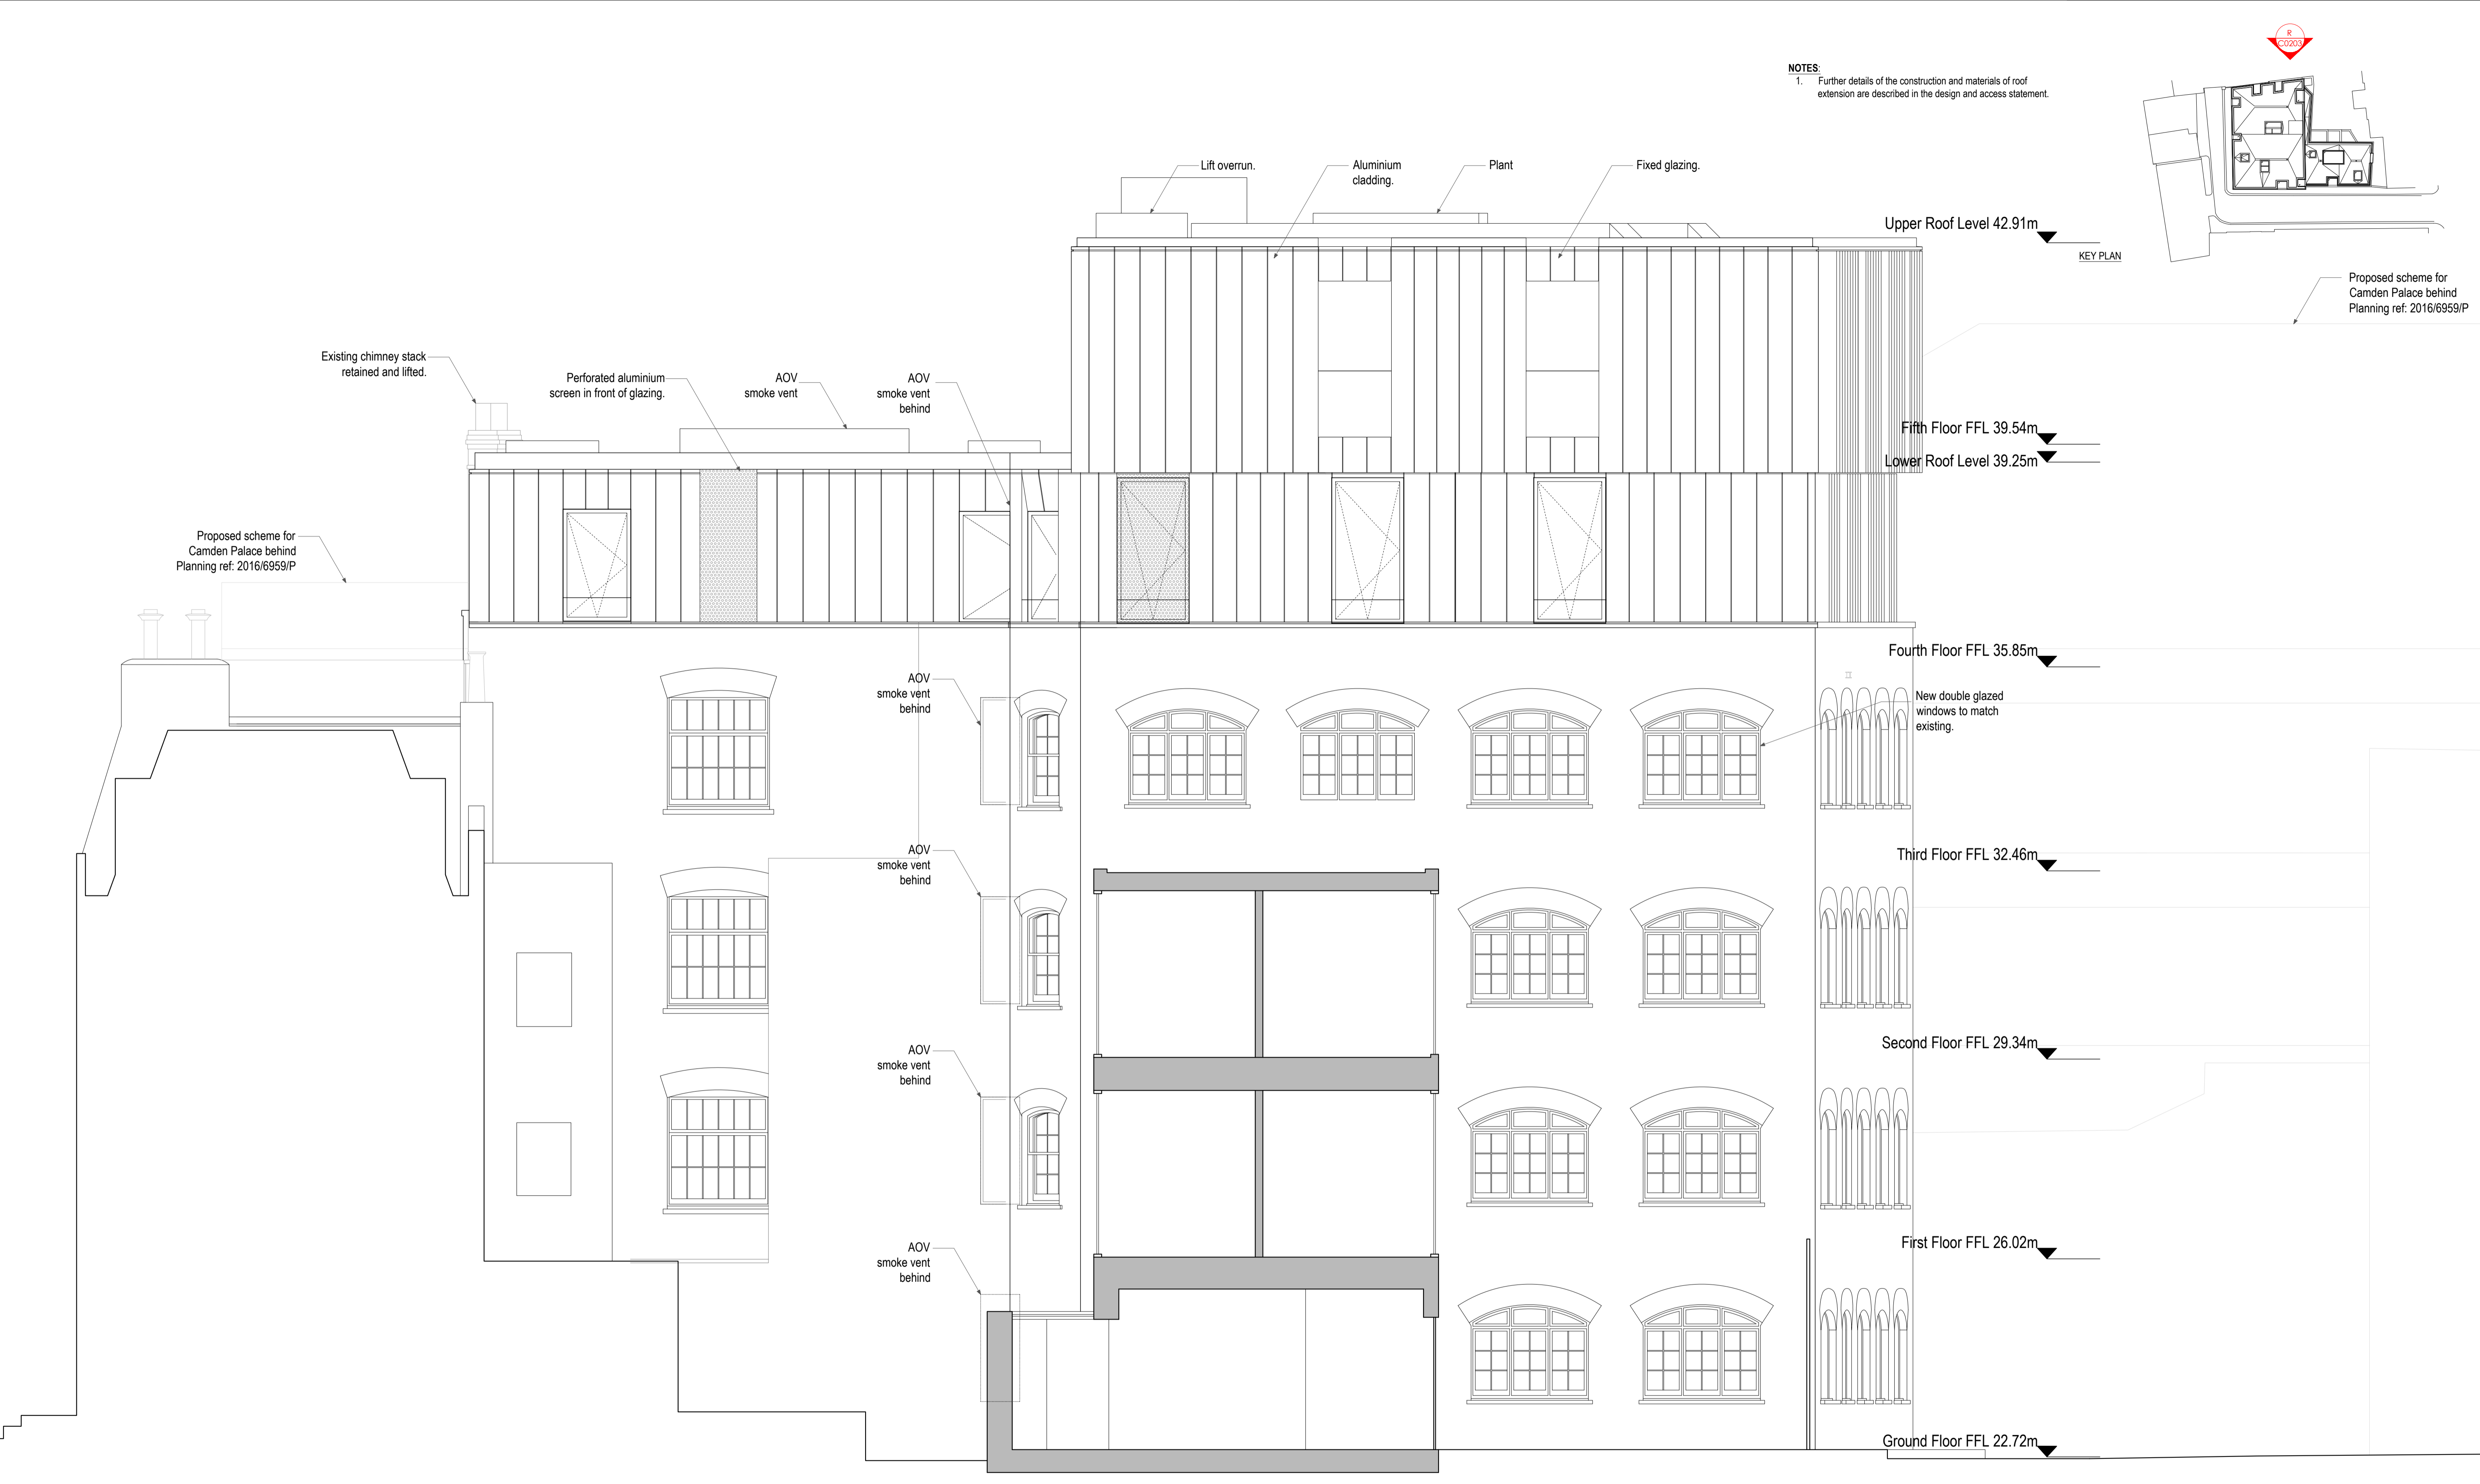 R
C0203
NOTES:
1. Further details of the construction and materials of roof
extension are described in the design and access statement.
Lift overrun.
Aluminium
cladding.
Plant
Fixed glazing.
Upper Roof Level 42.91m
KEY PLAN
Proposed scheme for
Camden Palace behind
Planning ref: 2016/6959/P
Existing chimney stack
retained and lifted.
Perforated aluminium
screen in front of glazing.
AOV
smoke vent
AOV
smoke vent
behind
Fifth Floor FFL 39.54m
Lower Roof Level 39.25m
Proposed scheme for
Camden Palace behind
Planning ref: 2016/6959/P
Fourth Floor FFL 35.85m
AOV
smoke vent
behind
New double glazed
windows to match
existing.
AOV
smoke vent
behind
Third Floor FFL 32.46m
AOV
smoke vent
behind
Second Floor FFL 29.34m
AOV
smoke vent
behind
First Floor FFL 26.02m
Ground Floor FFL 22.72m